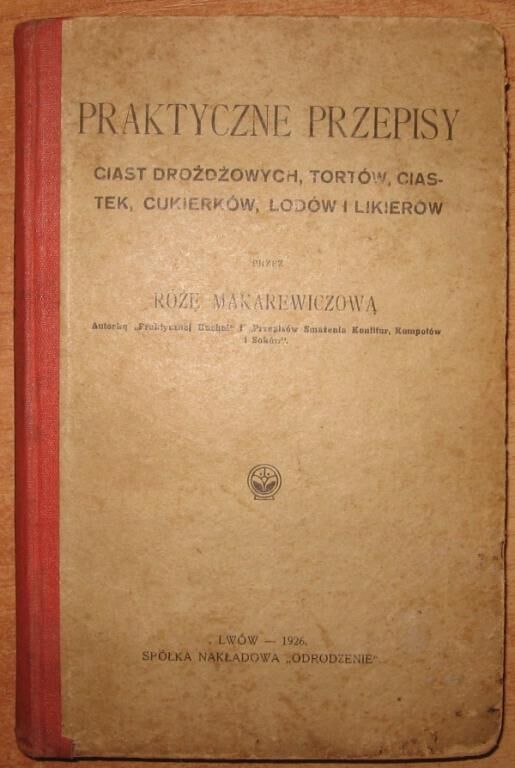 PRAKTYCZNE PRZEPISY
CIAST DROŻDŻOWYCH, TORTÓW, CIAS-
TEK, CUKIERKÓW, LODÓW I LIKIERÓW
PRZEZ
RÓŻĘ MAKAREWICZOWĄ
Autorkę „Praktycznej Kuchni" i „Przepisów Smażenia Konfitur, Kompotów
i Soków".
LWÓW — 1926.
SPÓŁKA NAKŁADOWA „ODRODZENIE"